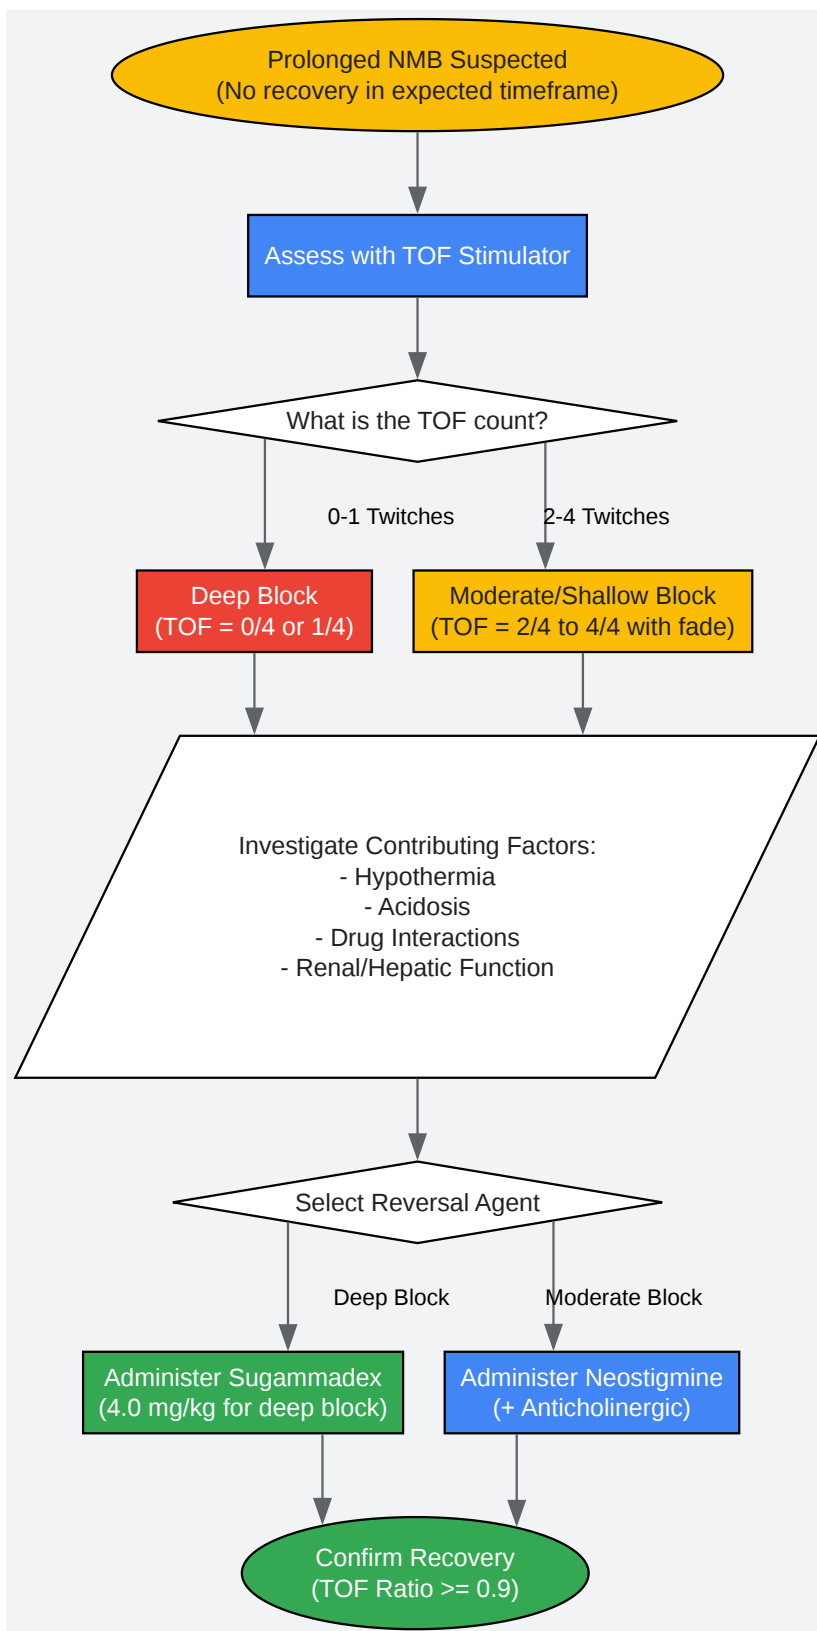 Prolonged NMB Suspected
(No recovery in expected timeframe)
Assess with TOF Stimulator
What is the TOF count?
0-1 Twitches
2-4 Twitches
Deep Block
(TOF = 0/4 or 1/4)
Moderate/Shallow Block
(TOF = 2/4 to 4/4 with fade)
Investigate Contributing Factors:
- Hypothermia
- Acidosis
- Drug Interactions
- Renal/Hepatic Function
Select Reversal Agent
Deep Block
Moderate Block
Administer Sugammadex
(4.0 mg/kg for deep block)
Administer Neostigmine
(+ Anticholinergic)
Confirm Recovery
(TOF Ratio >= 0.9)